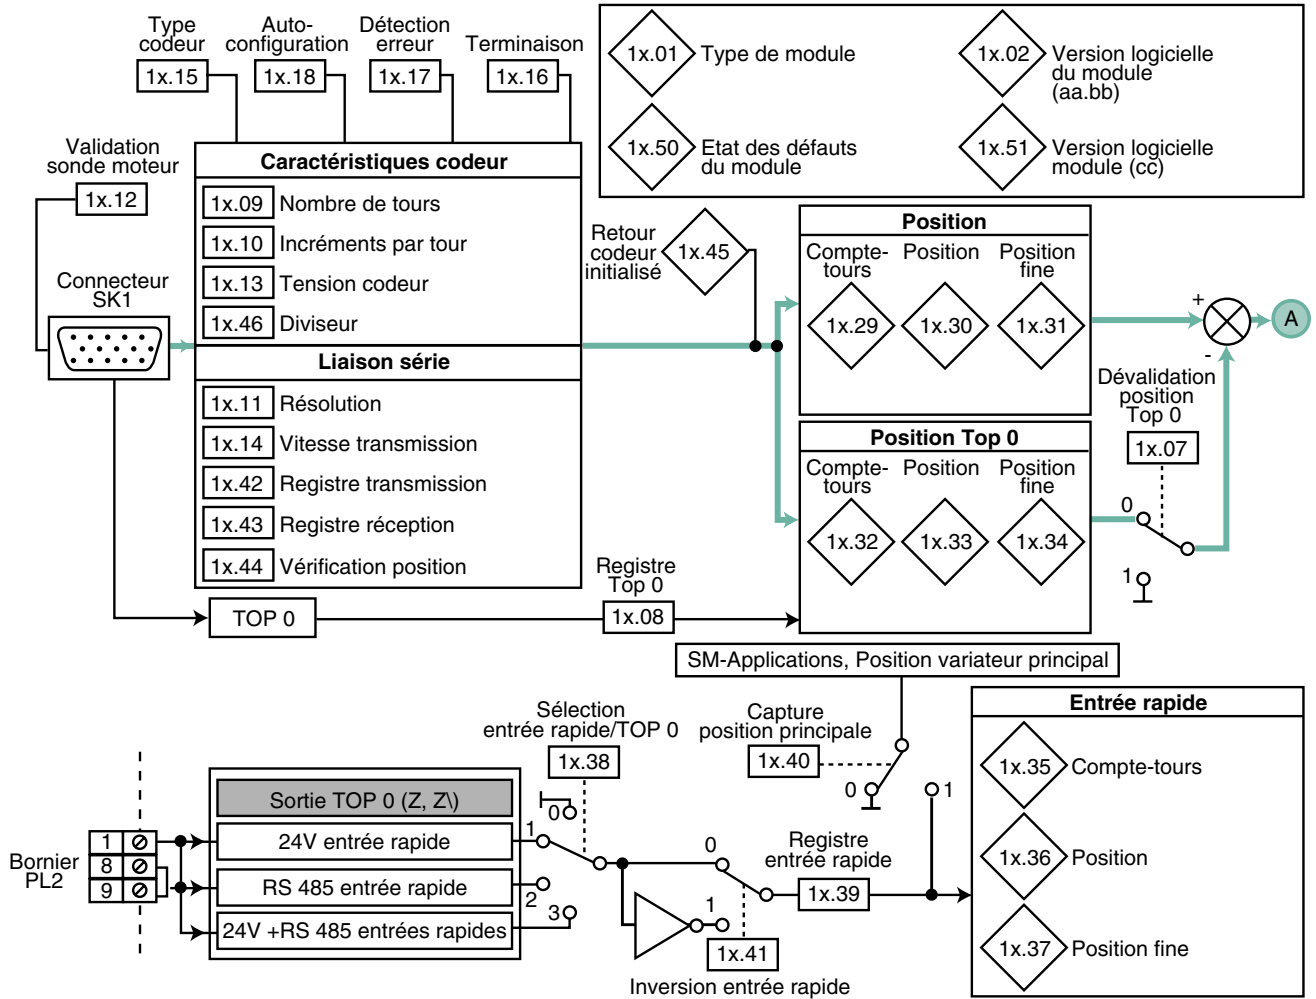 Type
codeur
1x.15
Auto-
configuration
1x.18
Détection
erreur
1x.17
Terminaison
1x.16
1x.01 Type de module
1x.02 Version logicielle
du module
(aa.bb)
1x.50 Etat des défauts
du module
1x.51 Version logicielle
module (cc)
Validation
sonde moteur
1x.12
Connecteur
SK1
Caractéristiques codeur
1x.09 Nombre de tours
1x.10 Incréments par tour
1x.13 Tension codeur
1x.46 Diviseur
Liaison série
1x.11 Résolution
1x.14 Vitesse transmission
1x.42 Registre transmission
1x.43 Registre réception
1x.44 Vérification position
Retour
codeur
initialisé
1x.45
Position
Compte-
tours
Position
Position
fine
1x.29 1x.30 1x.31
+
-
A
Dévalidation
position
Top 0
1x.07
0
1
Position Top 0
Compte-
tours
Position
Position
fine
1x.32 1x.33 1x.34
TOP 0
Registre
Top 0
1x.08
SM-Applications, Position variateur principal
Sélection
entrée rapide/TOP 0
1x.38
Capture
position principale
1x.40
0
1
Entrée rapide
1x.35 Compte-tours
1x.36 Position
1x.37 Position fine
Bornier
PL2
1
8
9
Sortie TOP 0 (Z, Z\)
24V entrée rapide
RS 485 entrée rapide
24V +RS 485 entrées rapides
0
1
2
3
0
1
1x.41
Inversion entrée rapide
Registre
entrée rapide
1x.39